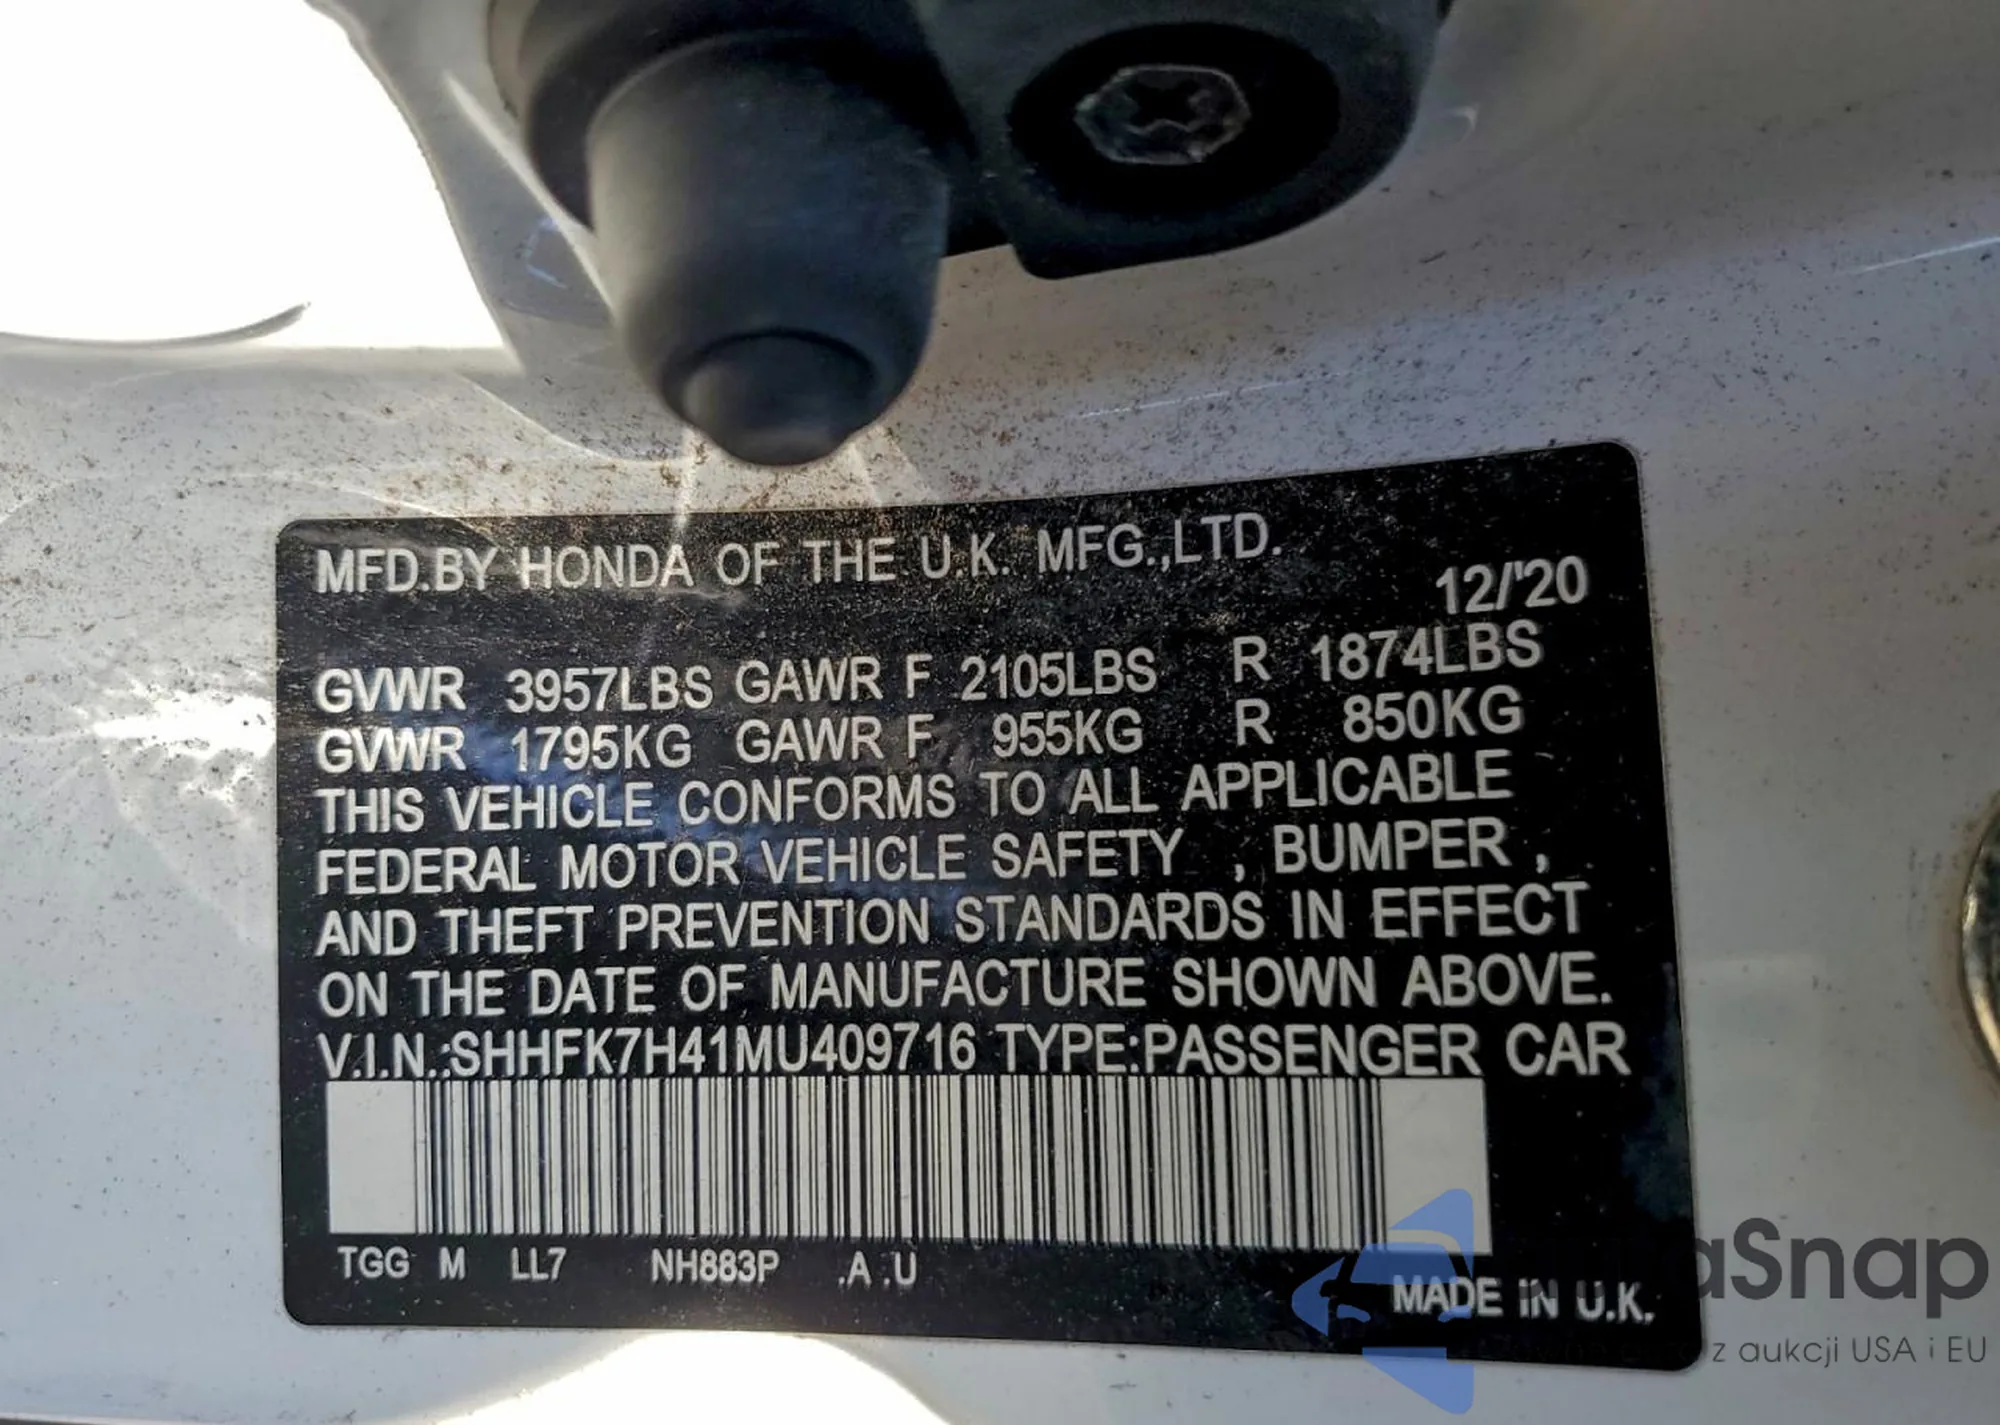 MFD.BY HONDA OF THE U.K. MFG.,LTD.
12/'20
GVWR 3957LBS GAWR F 2105LBS R 1874LBS
GVWR 1795KG GAWR F 955KG R 850KG
THIS VEHICLE CONFORMS TO ALL APPLICABLE
FEDERAL MOTOR VEHICLE SAFETY , BUMPER ,
AND THEFT PREVENTION STANDARDS IN EFFECT
ON THE DATE OF MANUFACTURE SHOWN ABOVE.
V.I.N.:SHHFK7H41MU409716 TYPE:PASSENGER CAR
TGG M LL7 NH883P .A .U
MADE IN U.K.
z aukcji USA i EU